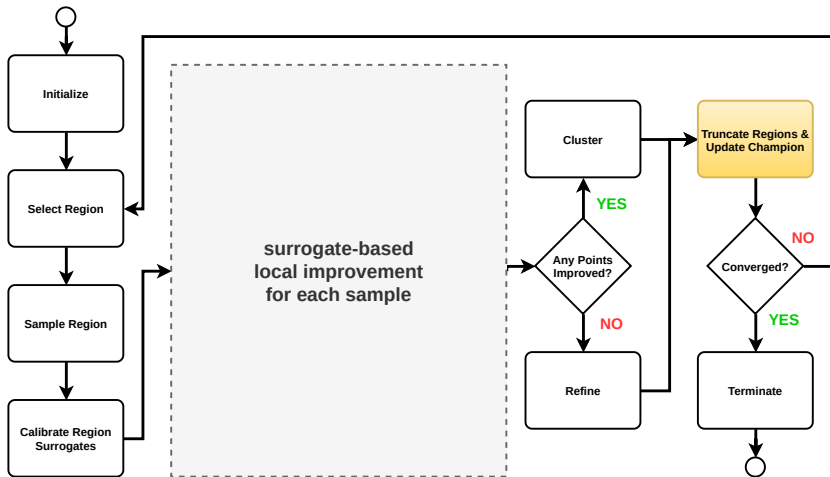 Initialize
Select Region
Sample Region
Calibrate Region
Surrogates
surrogate-based
local improvement
for each sample
Cluster
YES
Any Points
Improved?
NO
Refine
Truncate Regions &
Update Champion
NO
Converged?
YES
Terminate